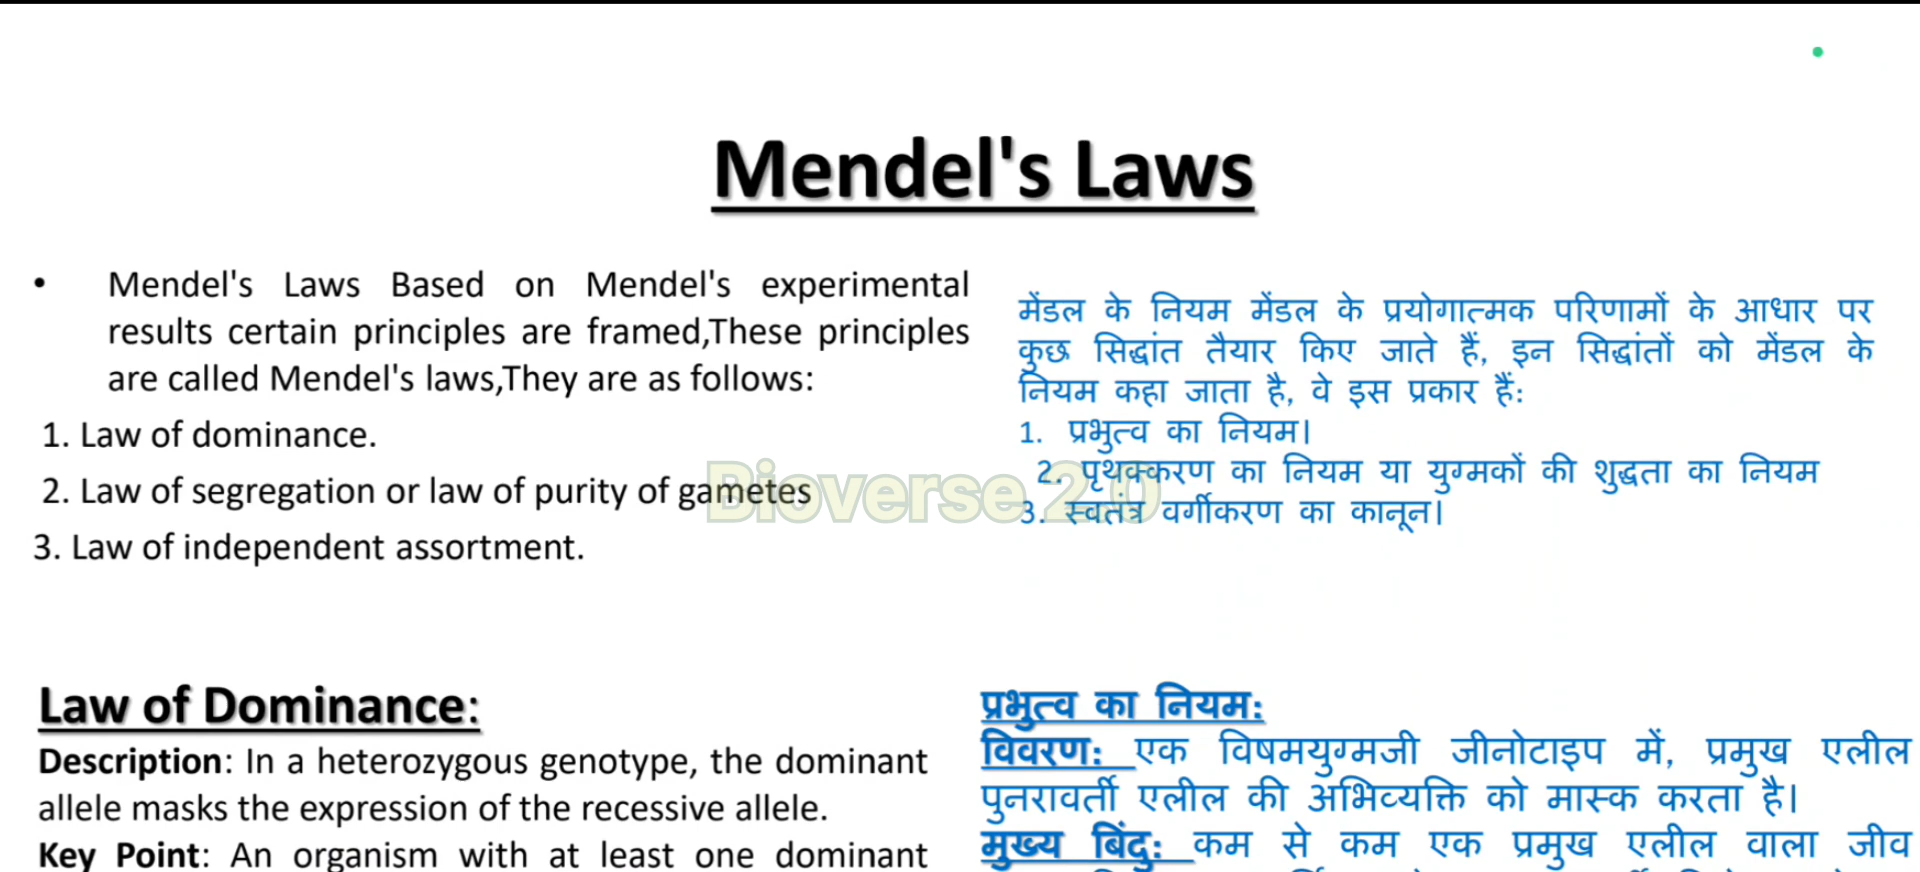 Mendel's Laws
• Mendel's Laws Based on Mendel's experimental
results certain principles are framed,These principles
are called Mendel's laws,They are as follows:
1. Law of dominance.
2. Law of segregation or law of purity of gametes
3. Law of independent assortment.
मेंडल के नियम मेंडल के प्रयोगात्मक परिणामों के आधार पर
कुछ सिद्धांत तैयार किए जाते हैं, इन सिद्धांतों को मेंडल के
नियम कहा जाता है, वे इस प्रकार हैं:
1. प्रभुत्व का नियम।
2. पृथक्करण का नियम या युग्मकों की शुद्धता का नियम
3. स्वतंत्र वर्गीकरण का कानून।
Bioverse 2.0
Law of Dominance:
Description: In a heterozygous genotype, the dominant
allele masks the expression of the recessive allele.
Key Point: An organism with at least one dominant
प्रभुत्व का नियम:
विवरण: एक विषमयुग्मजी जीनोटाइप में, प्रमुख एलील
पुनरावर्ती एलील की अभिव्यक्ति को मास्क करता है।
मुख्य बिंदु: कम से कम एक प्रमुख एलील वाला जीव